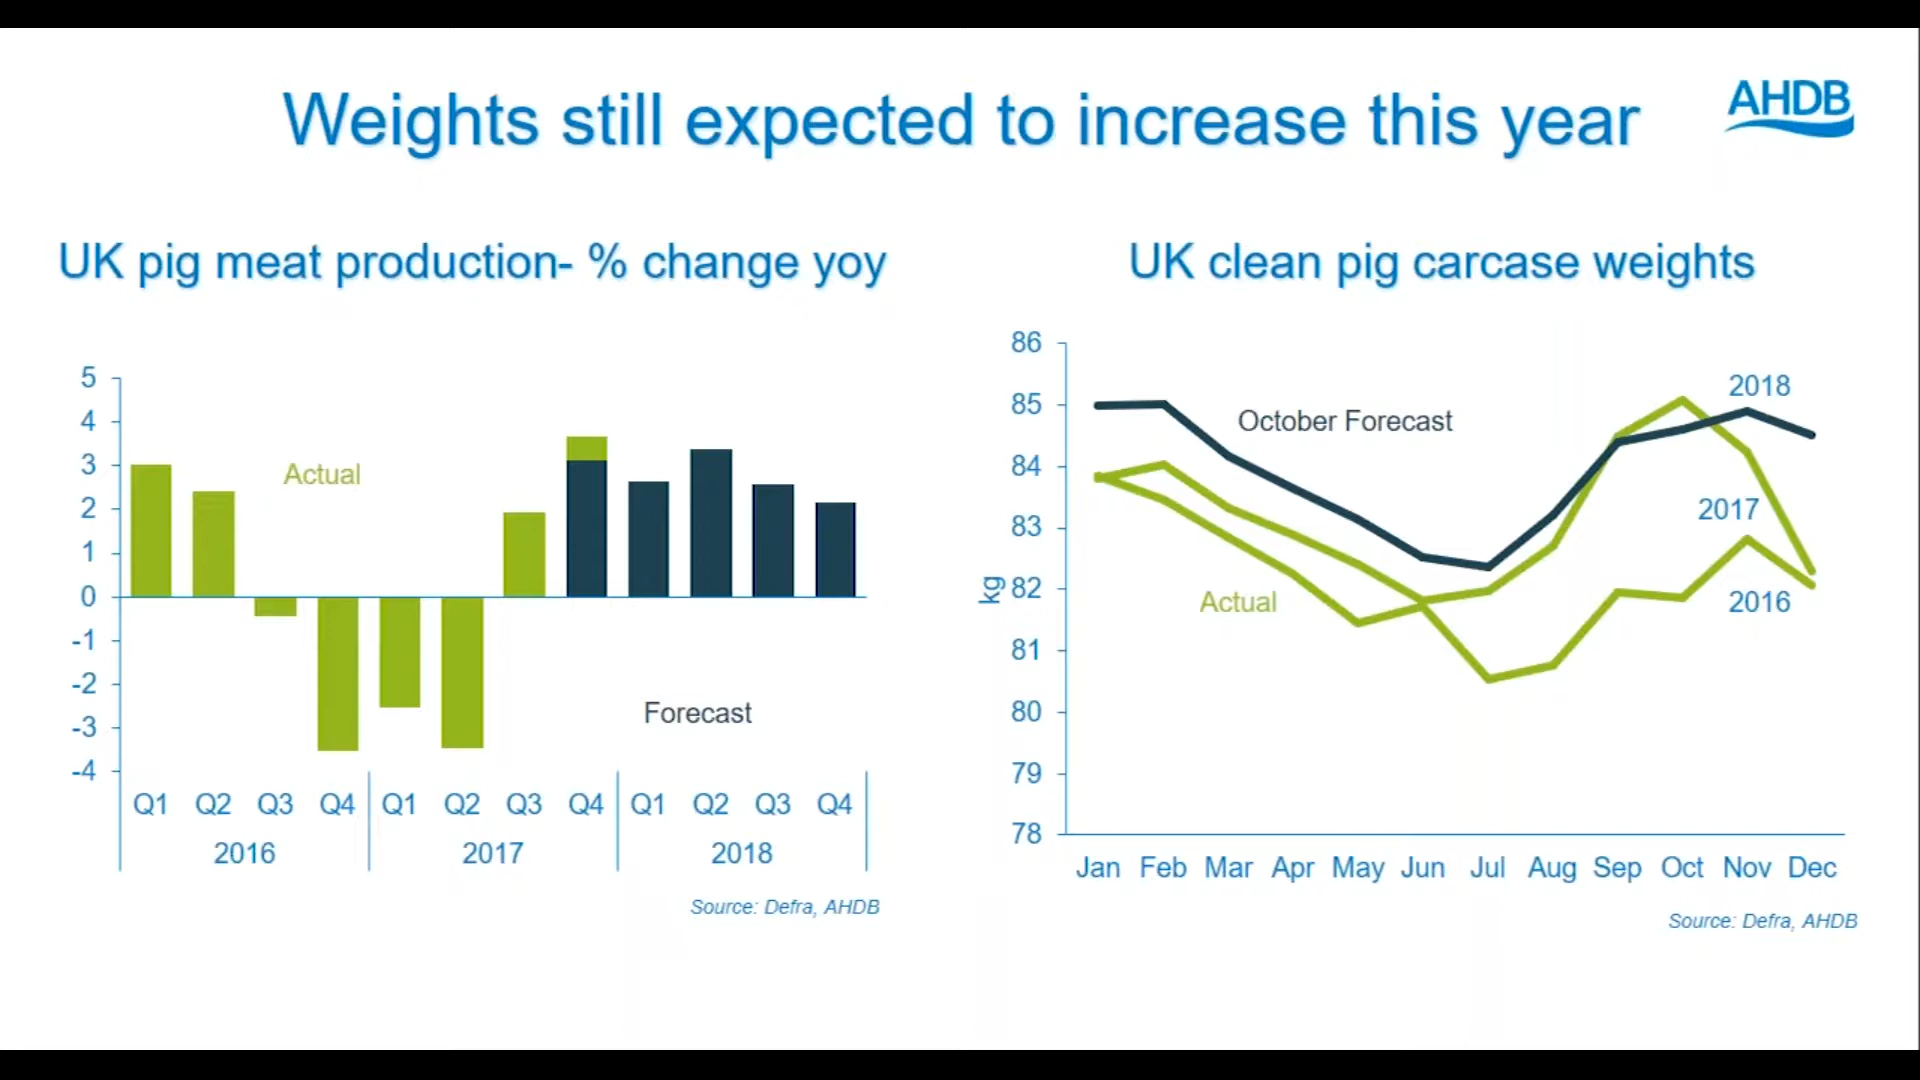 Weights still expected to increase this year
AHDB
UK pig meat production- % change yoy
5
4
3
2
1
0
-1
-2
-3
-4
Actual
Forecast
Q1 Q2 Q3 Q4 Q1 Q2 Q3 Q4 Q1 Q2 Q3 Q4
2016 2017 2018
Source: Defra, AHDB
UK clean pig carcase weights
86
85
84
83
82
81
80
79
78
kg
October Forecast
2018
2017
Actual
2016
Jan Feb Mar Apr May Jun Jul Aug Sep Oct Nov Dec
Source: Defra, AHDB